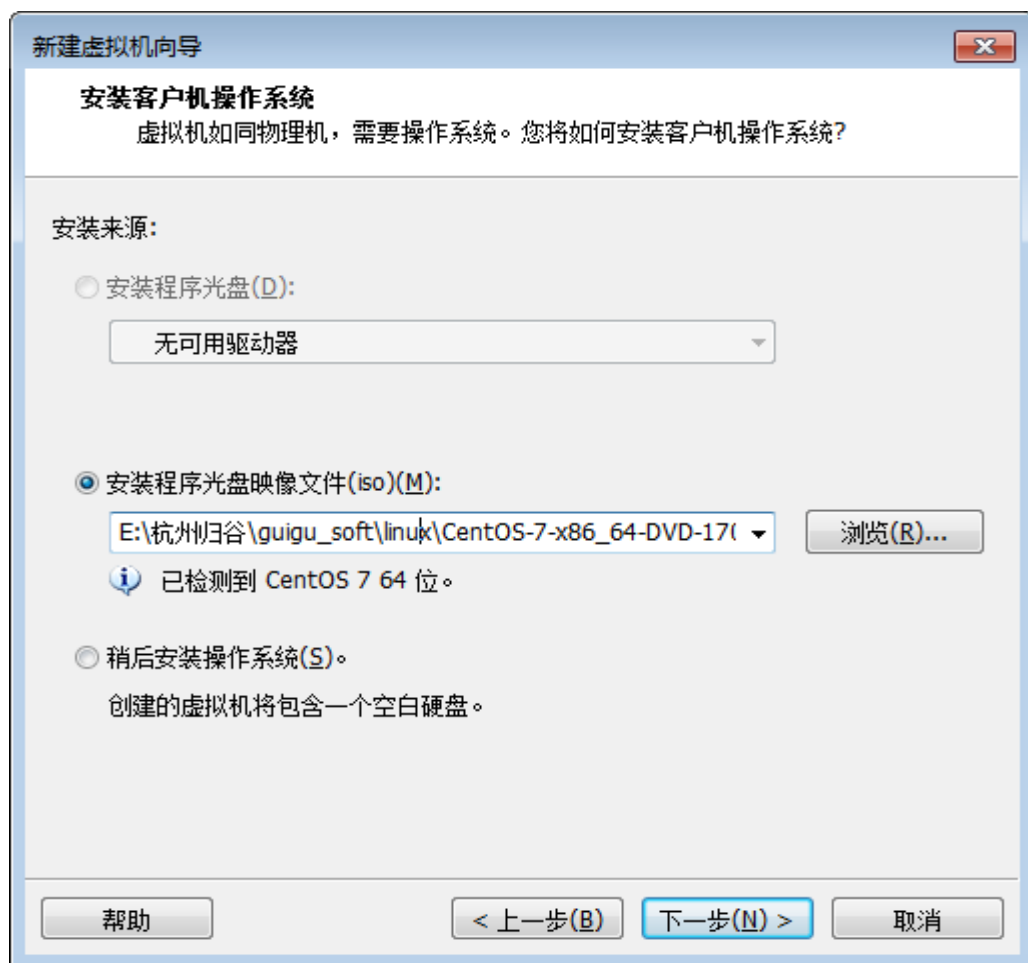 新建虚拟机向导
安装客户机操作系统
虚拟机如同物理机，需要操作系统。您将如何安装客户机操作系统?
安装来源:
安装程序光盘(D):
无可用驱动器
安装程序光盘映像文件(iso)(M):
E:\杭州归谷\guigu_soft\linux\CentOS-7-x86_64-DVD-170
浏览(R)...
已检测到 CentOS 7 64 位。
稍后安装操作系统(S)。
创建的虚拟机将包含一个空白硬盘。
帮助
< 上一步(B)
下一步(N) >
取消